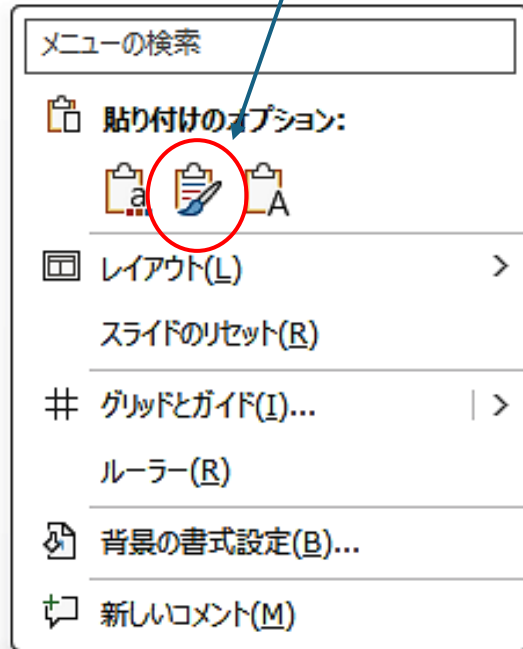 メニューの検索
貼り付けのオプション:
a A
レイアウト(L)
スライドのリセット(R)
グリッドとガイド(I)...
ルーラー(R)
背景の書式設定(B)...
新しいコメント(M)